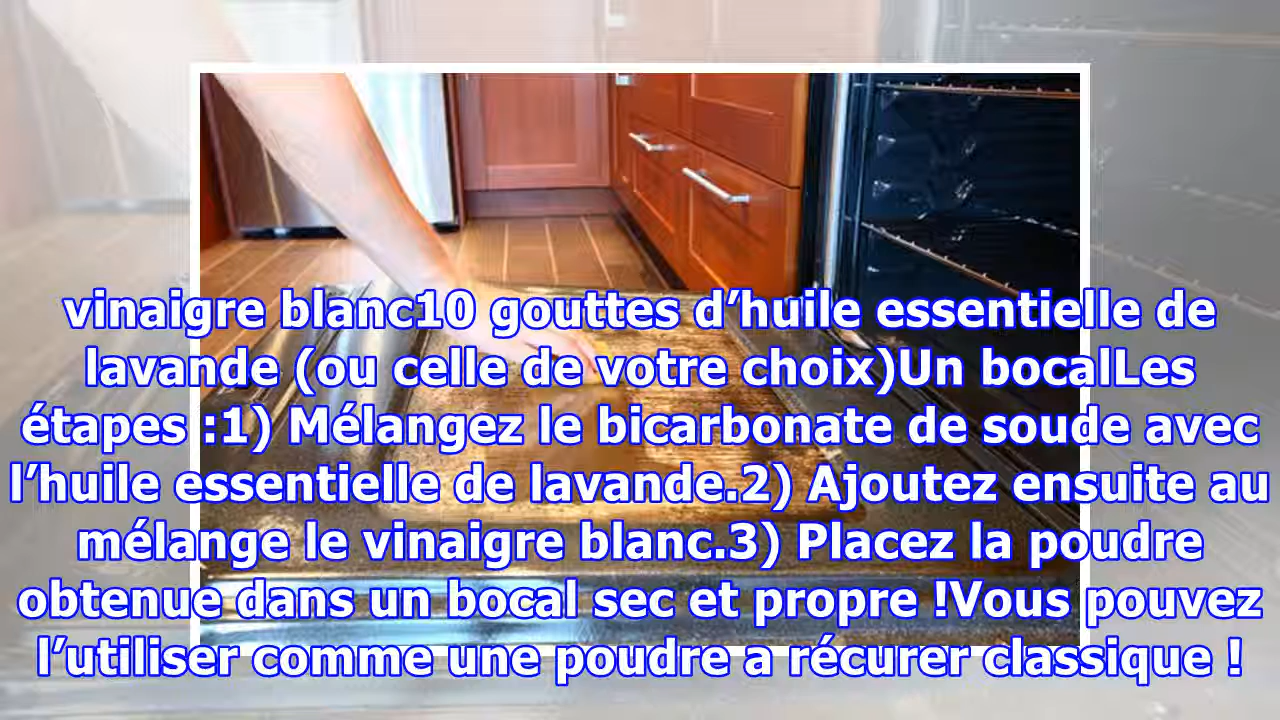 vinaigre blanc10 gouttes d’huile essentielle de
lavande (ou celle de votre choix)Un bocalLes
étapes :1) Mélangez le bicarbonate de soude avec
l’huile essentielle de lavande.2) Ajoutez ensuite au
mélange le vinaigre blanc.3) Placez la poudre
obtenue dans un bocal sec et propre !Vous pouvez
l’utiliser comme une poudre a récurer classique !